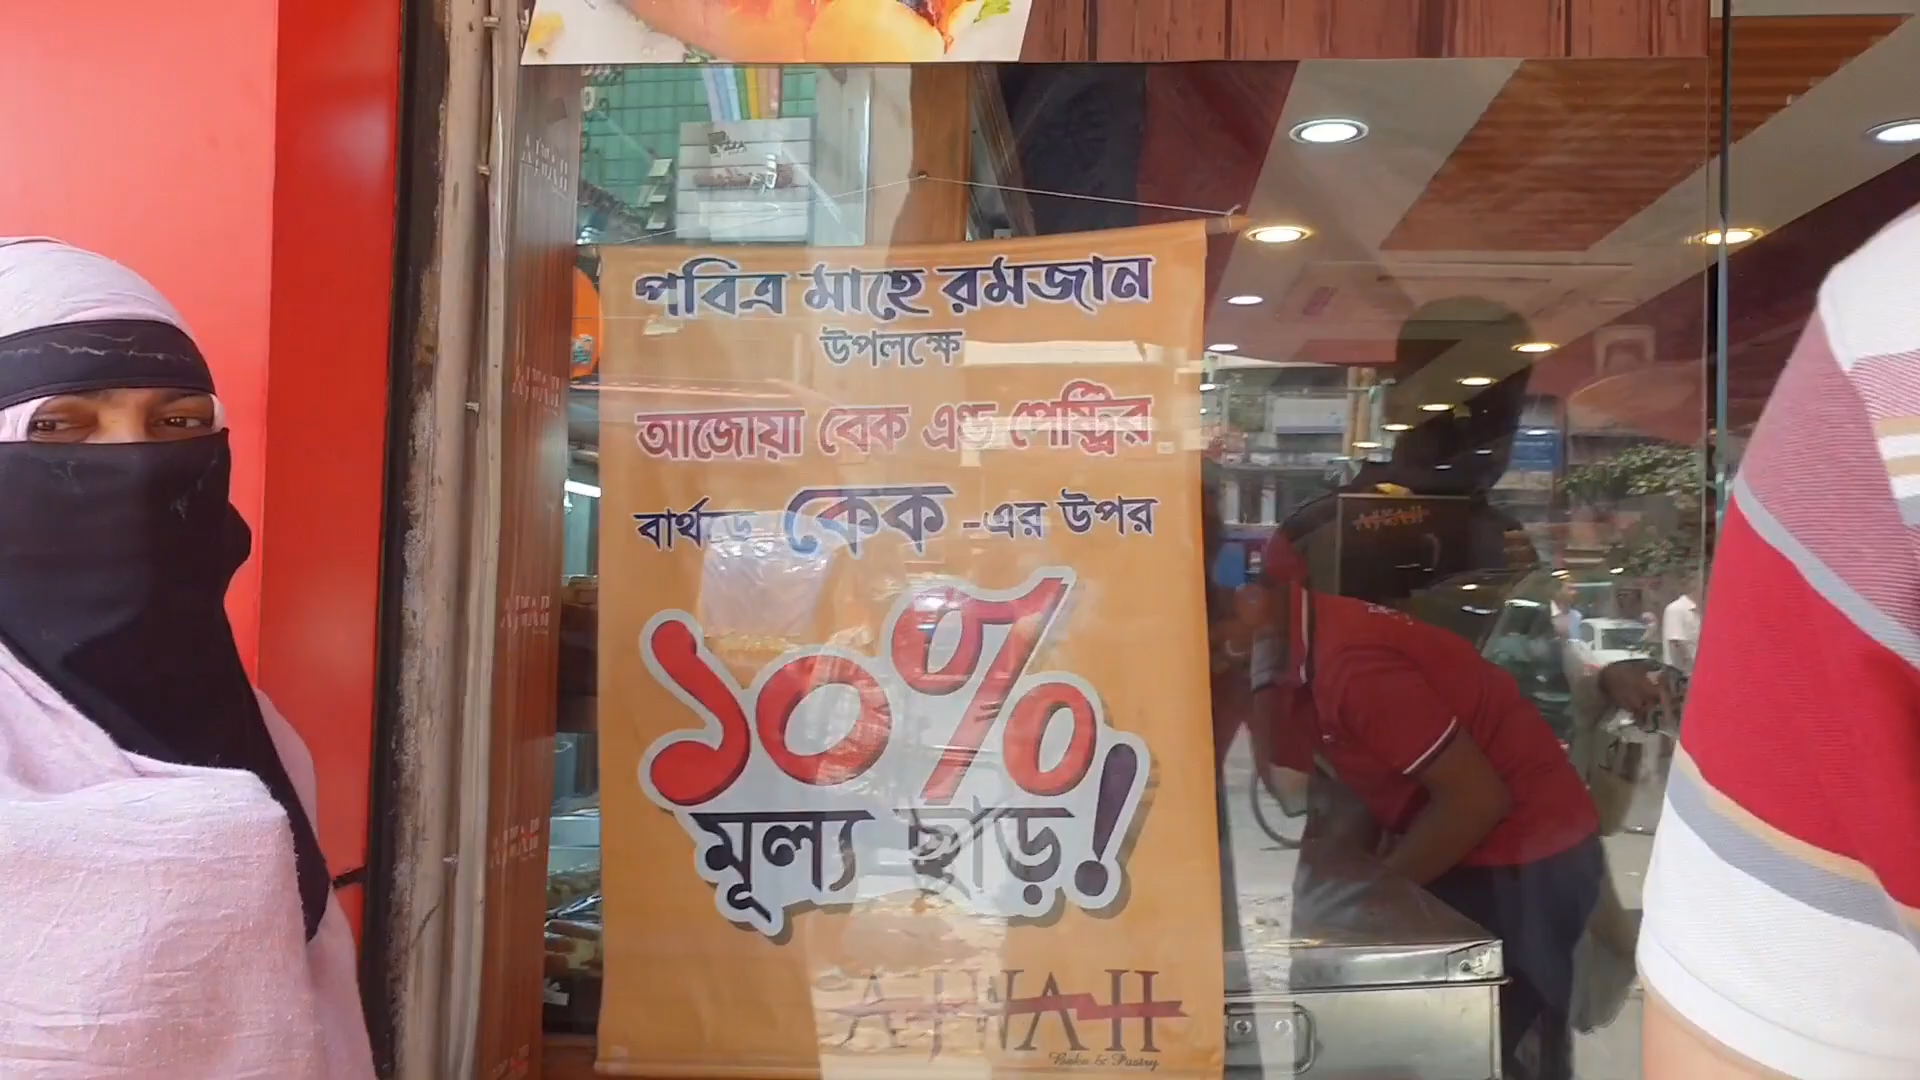 পবিত্র মাহে রমজান
উপলক্ষে
আজোয়া বেক এন্ড পেষ্ট্রির
বার্থডে কেক -এর উপর
১০%
মূল্য ছাড়!
AJWAH
Bake & Pastry